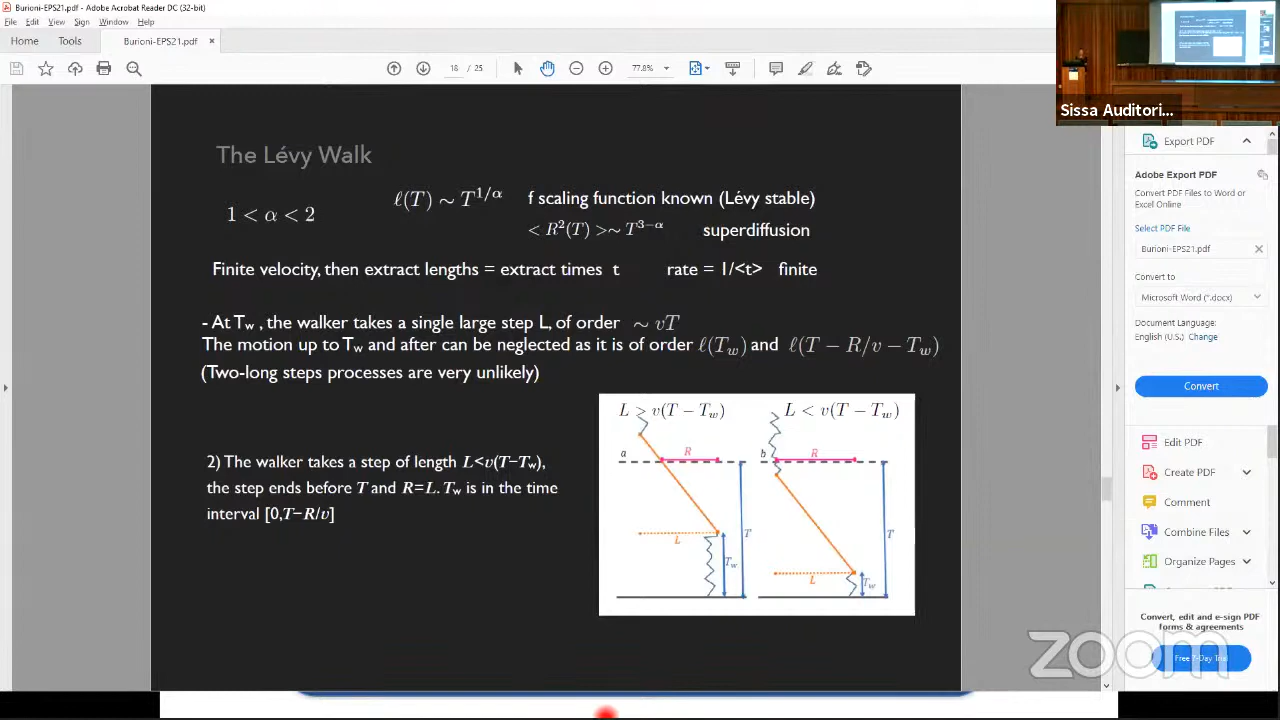 Burioni-EPS21.pdf - Adobe Acrobat Reader DC (32-bit)
File Edit View Sign Window Help
Home Tools Burioni-EPS21.pdf ×
77.8%
Sissa Auditori...
The Lévy Walk
1 < α < 2
ℓ(T) ∼ T^{1/α} f scaling function known (Lévy stable)
< R²(T) >∼ T^{3−α} superdiffusion
Finite velocity, then extract lengths = extract times t rate = 1/<t> finite
- At T_w , the walker takes a single large step L, of order ∼ vT
The motion up to T_w and after can be neglected as it is of order ℓ(T_w) and ℓ(T − R/v − T_w)
(Two-long steps processes are very unlikely)
2) The walker takes a step of length L<v(T−T_w),
the step ends before T and R=L. T_w is in the time
interval [0,T−R/v]
L > v(T − T_w) L < v(T − T_w)
a R b R
L T T_w
L T T_w
Export PDF
Adobe Export PDF
Convert PDF Files to Word or
Excel Online
Select PDF File
Burioni-EPS21.pdf ×
Convert to
Microsoft Word (*.docx)
Document Language:
English (U.S.) Change
Convert
Edit PDF
Create PDF
Comment
Combine Files
Organize Pages
Convert, edit and e-sign PDF
forms & agreements
Free 7-Day Trial
zoom